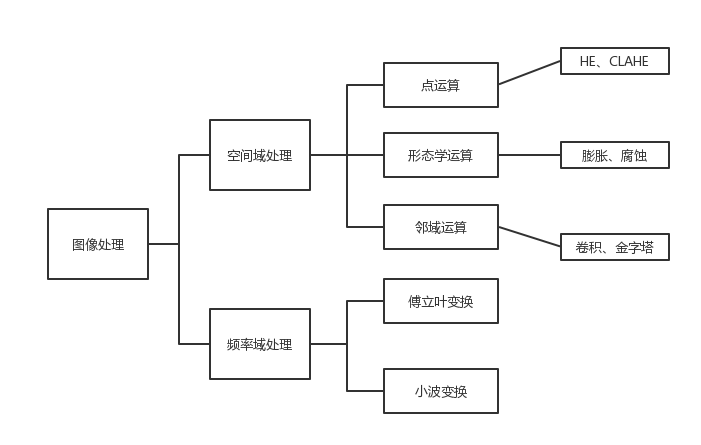 图像处理
空间域处理
点运算
HE、CLAHE
形态学运算
膨胀、腐蚀
邻域运算
卷积、金字塔
频率域处理
傅立叶变换
小波变换